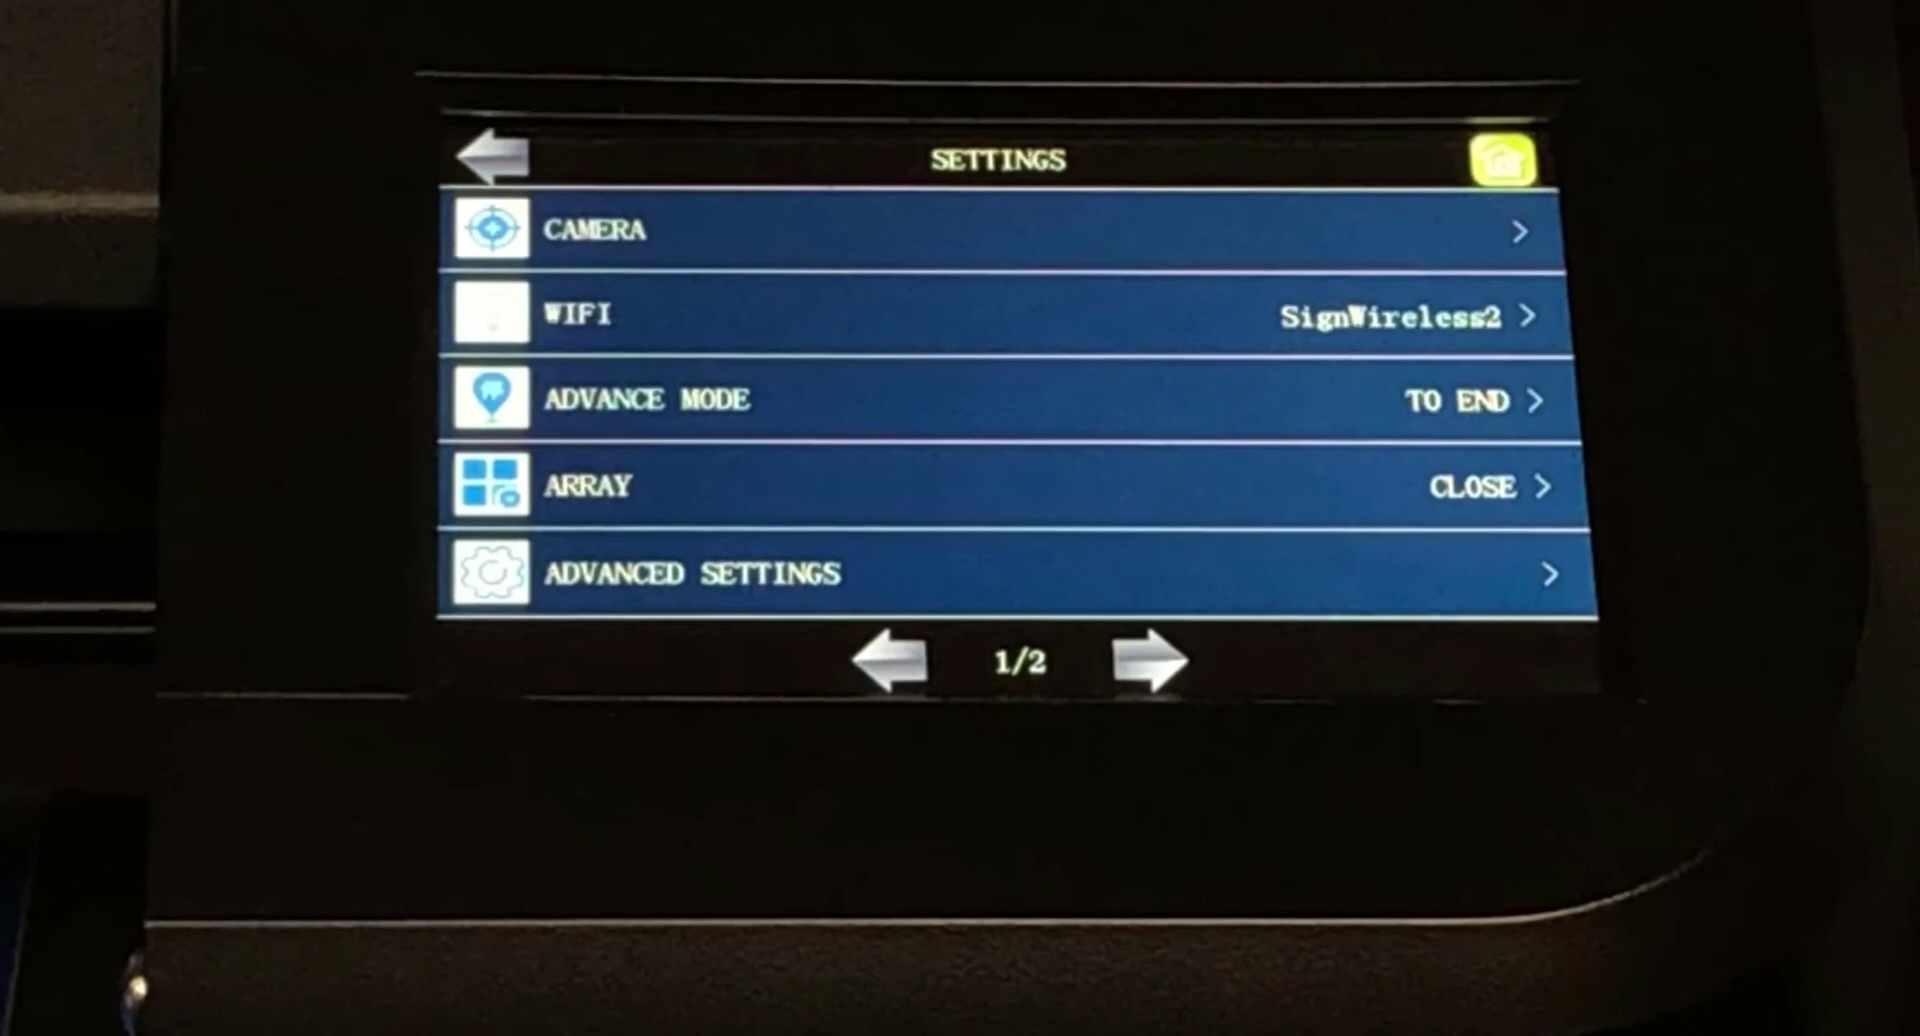 SETTINGS
CAMERA
WIFI SignWireless2
ADVANCE MODE TO END
ARRAY CLOSE
ADVANCED SETTINGS
1/2